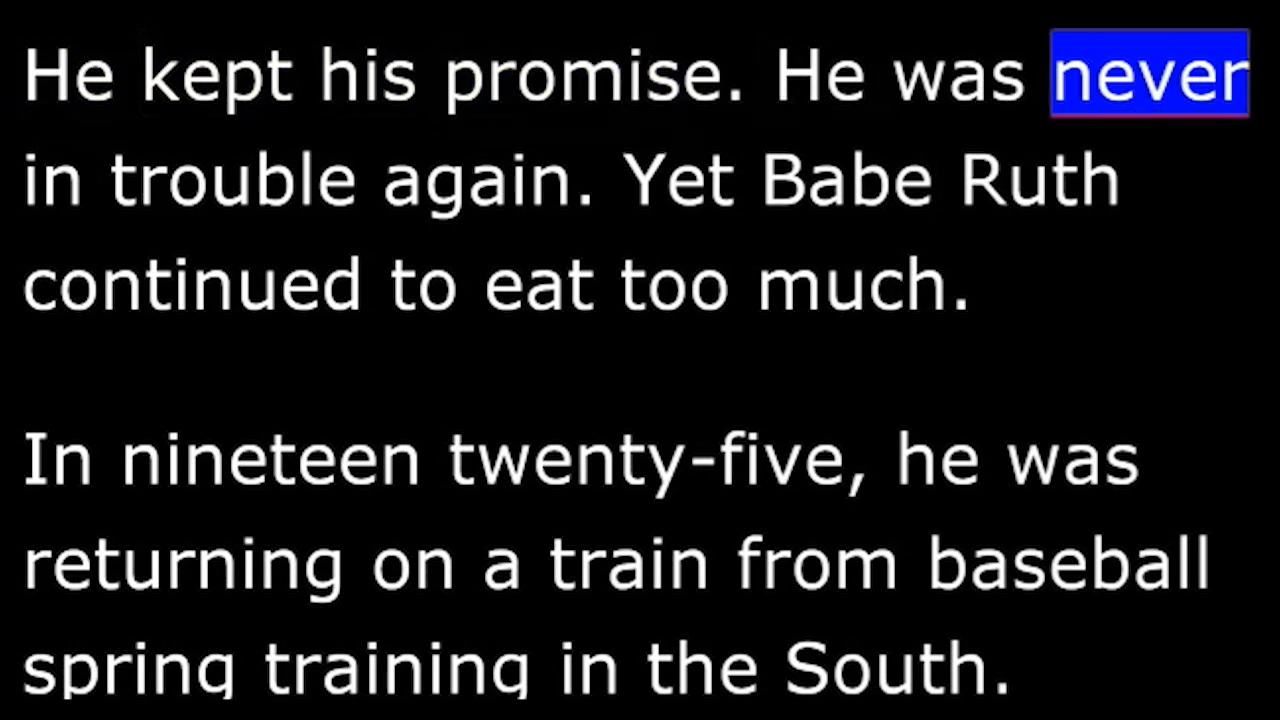 He kept his promise. He was never
in trouble again. Yet Babe Ruth
continued to eat too much.
In nineteen twenty-five, he was
returning on a train from baseball
spring training in the South.